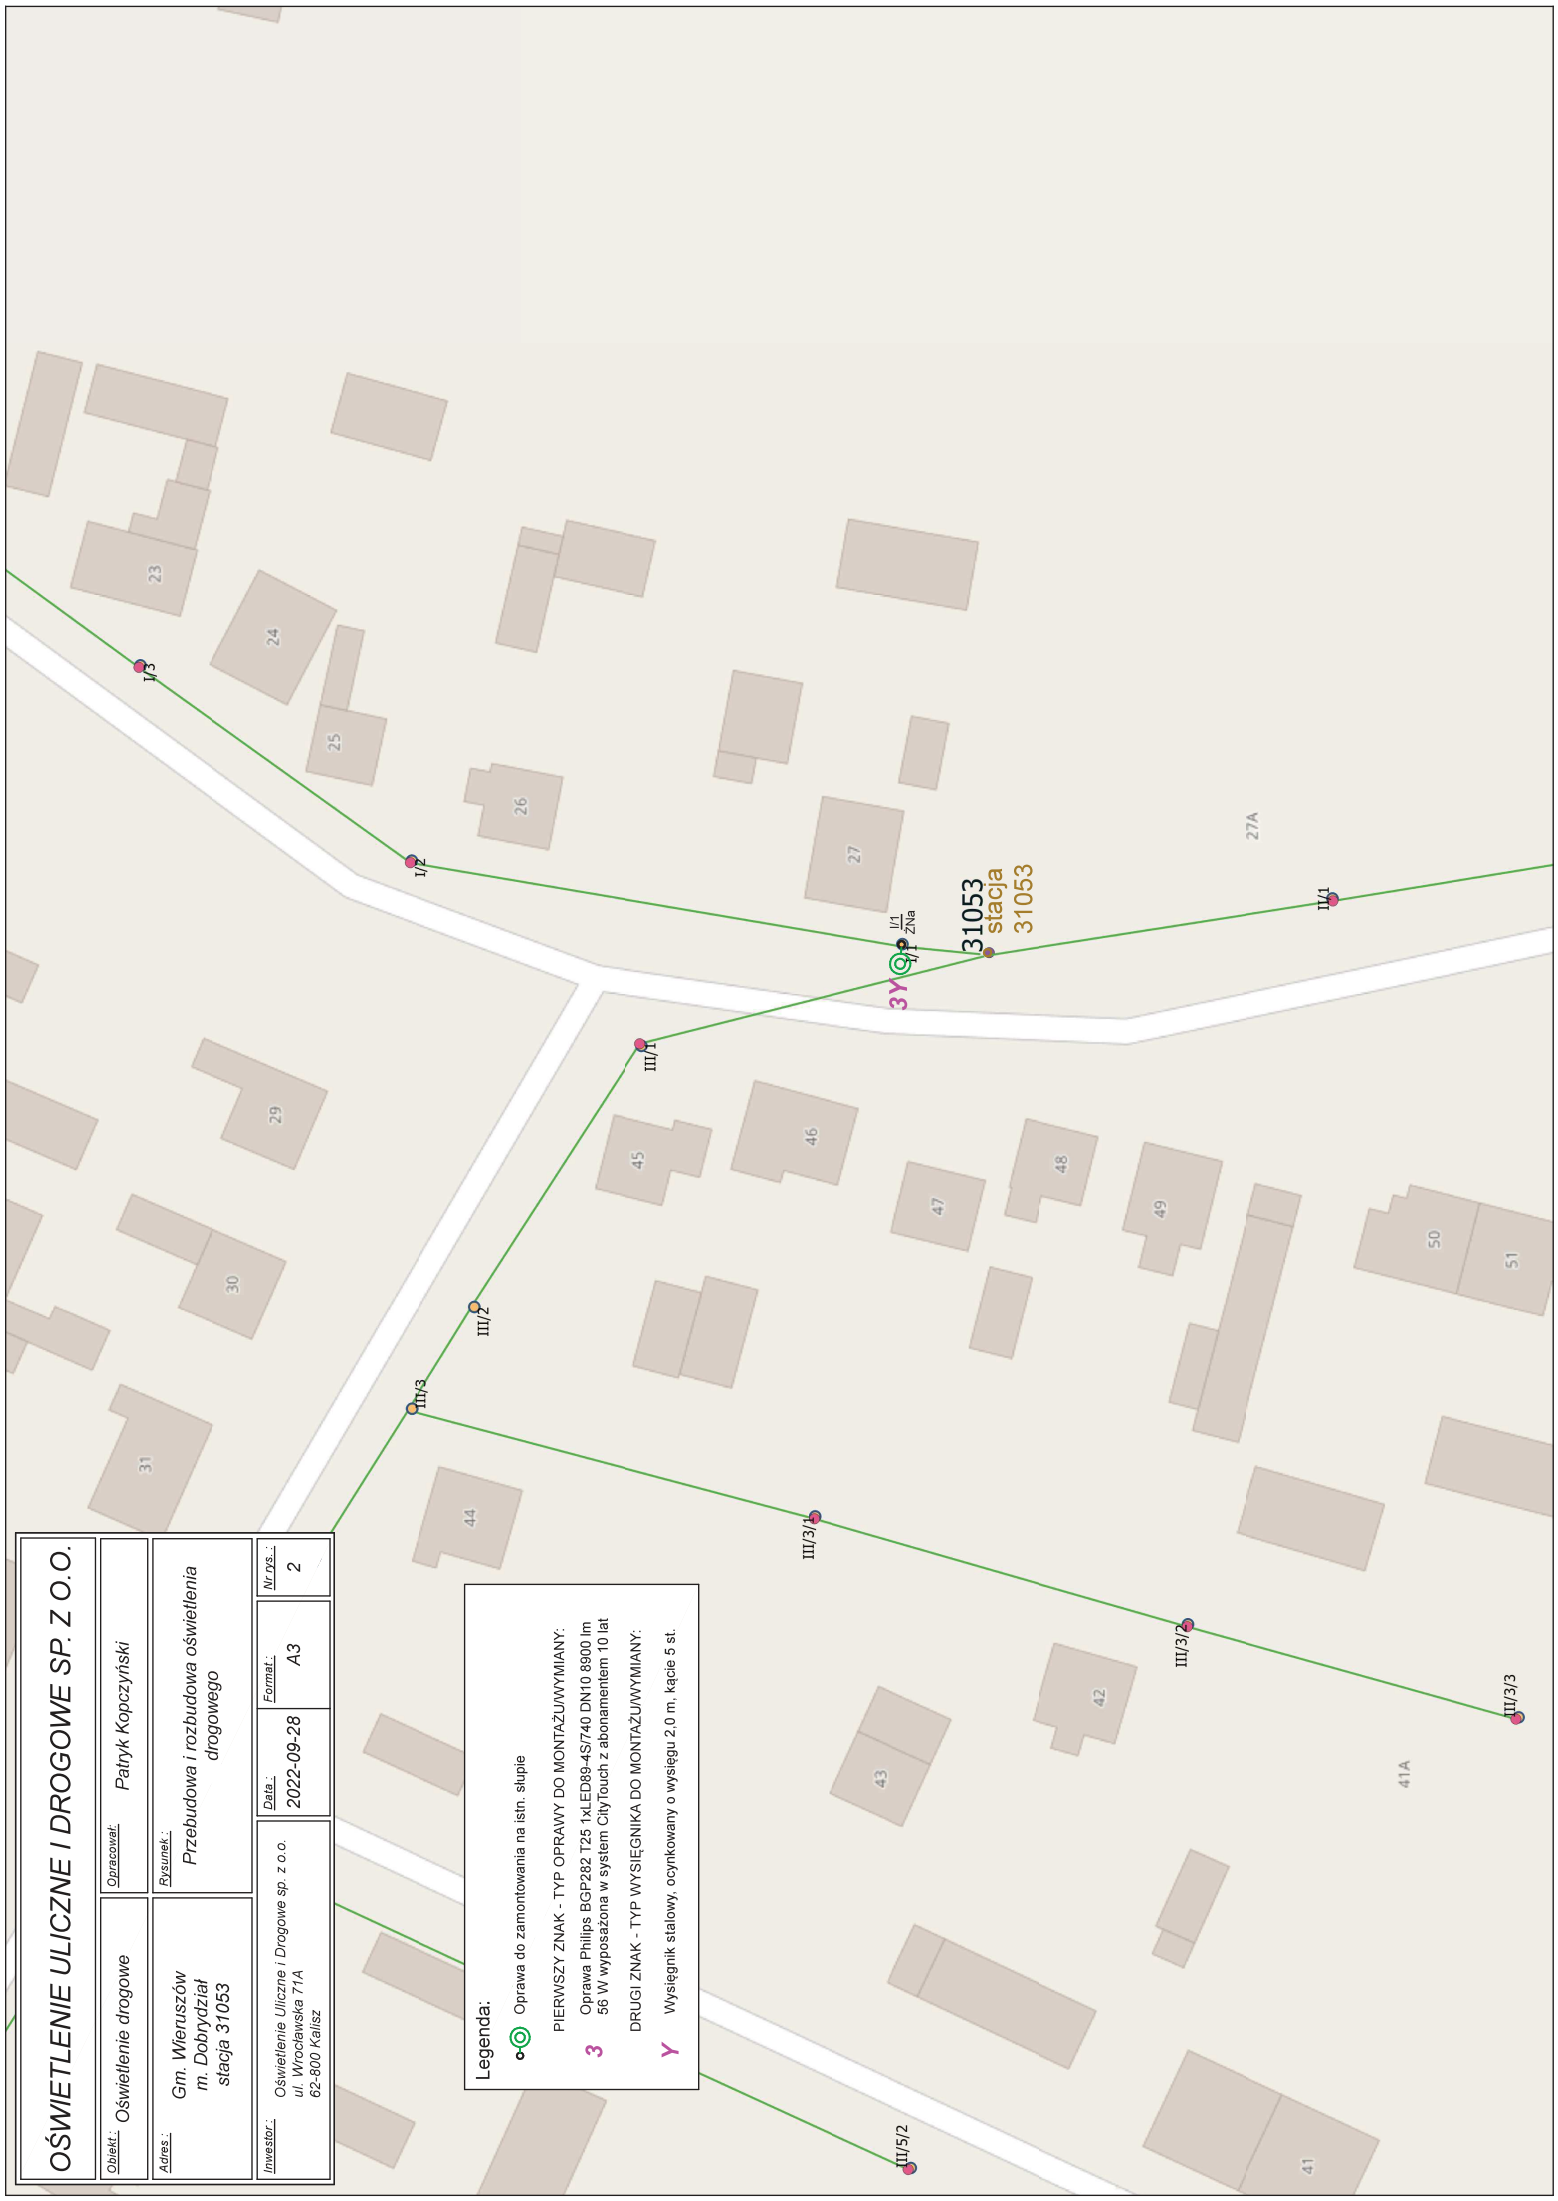 OŚWIETLENIE ULICZNE I DROGOWE SP. Z O.O.
Obiekt :
Oświetlenie drogowe
Opracował:
Patryk Kopczyński
Adres :
Gm. Wieruszów
m. Dobrydział
stacja 31053
Rysunek :
Przebudowa i rozbudowa oświetlenia
drogowego
Inwestor :
Oświetlenie Uliczne i Drogowe sp. z o.o.
ul. Wrocławska 71A
62-800 Kalisz
Data :
2022-09-28
Format :
A3
Nr rys. :
2
Legenda:
Oprawa do zamontowania na istn. słupie
PIERWSZY ZNAK - TYP OPRAWY DO MONTAŻU/WYMIANY:
3
Oprawa Philips BGP282 T25 1xLED89-4S/740 DN10 8900 lm
56 W wyposażona w system CityTouch z abonamentem 10 lat
DRUGI ZNAK - TYP WYSIĘGNIKA DO MONTAŻU/WYMIANY:
Y
Wysięgnik stalowy, ocynkowany o wysięgu 2,0 m, kącie 5 st.
31
30
29
I/3
23
24
25
I/2
26
III/3
III/2
44
III/1
45
46
27
3Y
I/1
I/1
ŻNa
31053
stacja
31053
47
48
49
50
51
27A
II/1
III/3/1
III/3/2
III/3/3
42
43
41A
41
III/5/2